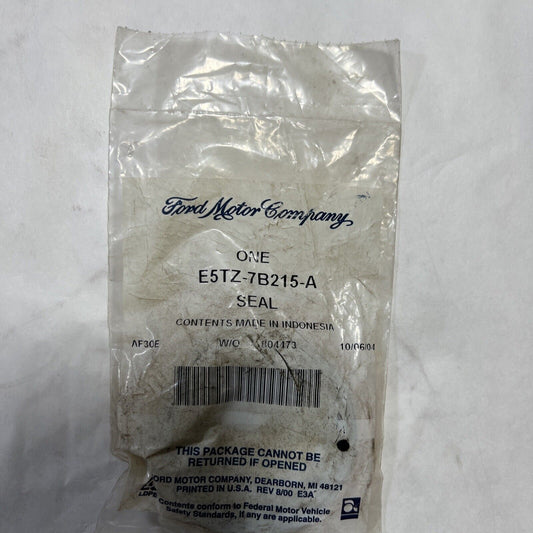 Ford Motor Company
ONE
E5TZ-7B215-A
SEAL
CONTENTS MADE IN INDONESIA
AF30E W/O 804473 10/06/04
THIS PACKAGE CANNOT BE
RETURNED IF OPENED
FORD MOTOR COMPANY, DEARBORN, MI 48121
PRINTED IN U.S.A. REV 8/00 E3A
LDPE
Contents conform to Federal Motor Vehicle
Safety Standards, if any are applicable.